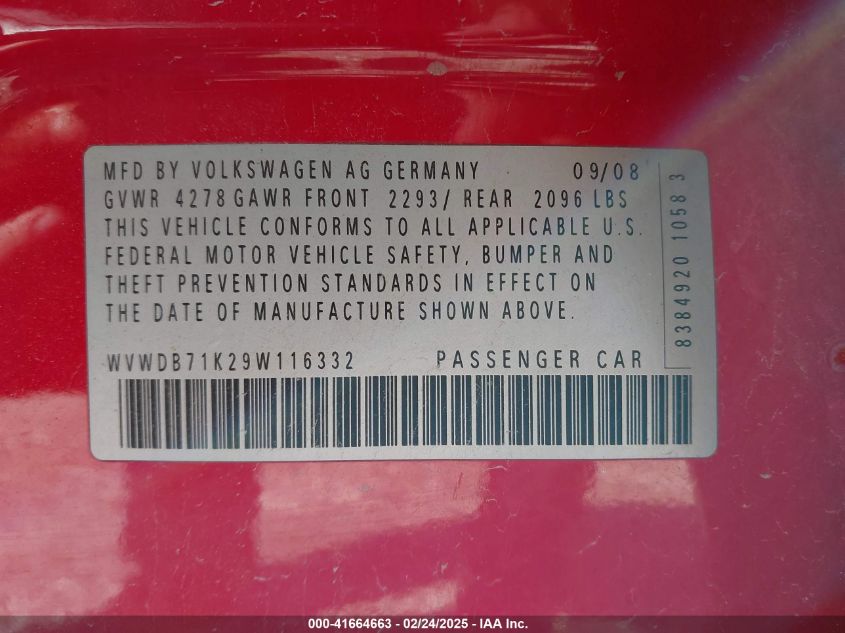 MFD BY VOLKSWAGEN AG GERMANY 09/08
GVWR 4278 GAWR FRONT 2293/ REAR 2096 LBS
THIS VEHICLE CONFORMS TO ALL APPLICABLE U.S.
FEDERAL MOTOR VEHICLE SAFETY, BUMPER AND
THEFT PREVENTION STANDARDS IN EFFECT ON
THE DATE OF MANUFACTURE SHOWN ABOVE.
WVWDB71K29W116332 PASSENGER CAR
8384920 1058 3
000-41664663 - 02/24/2025 - IAA Inc.